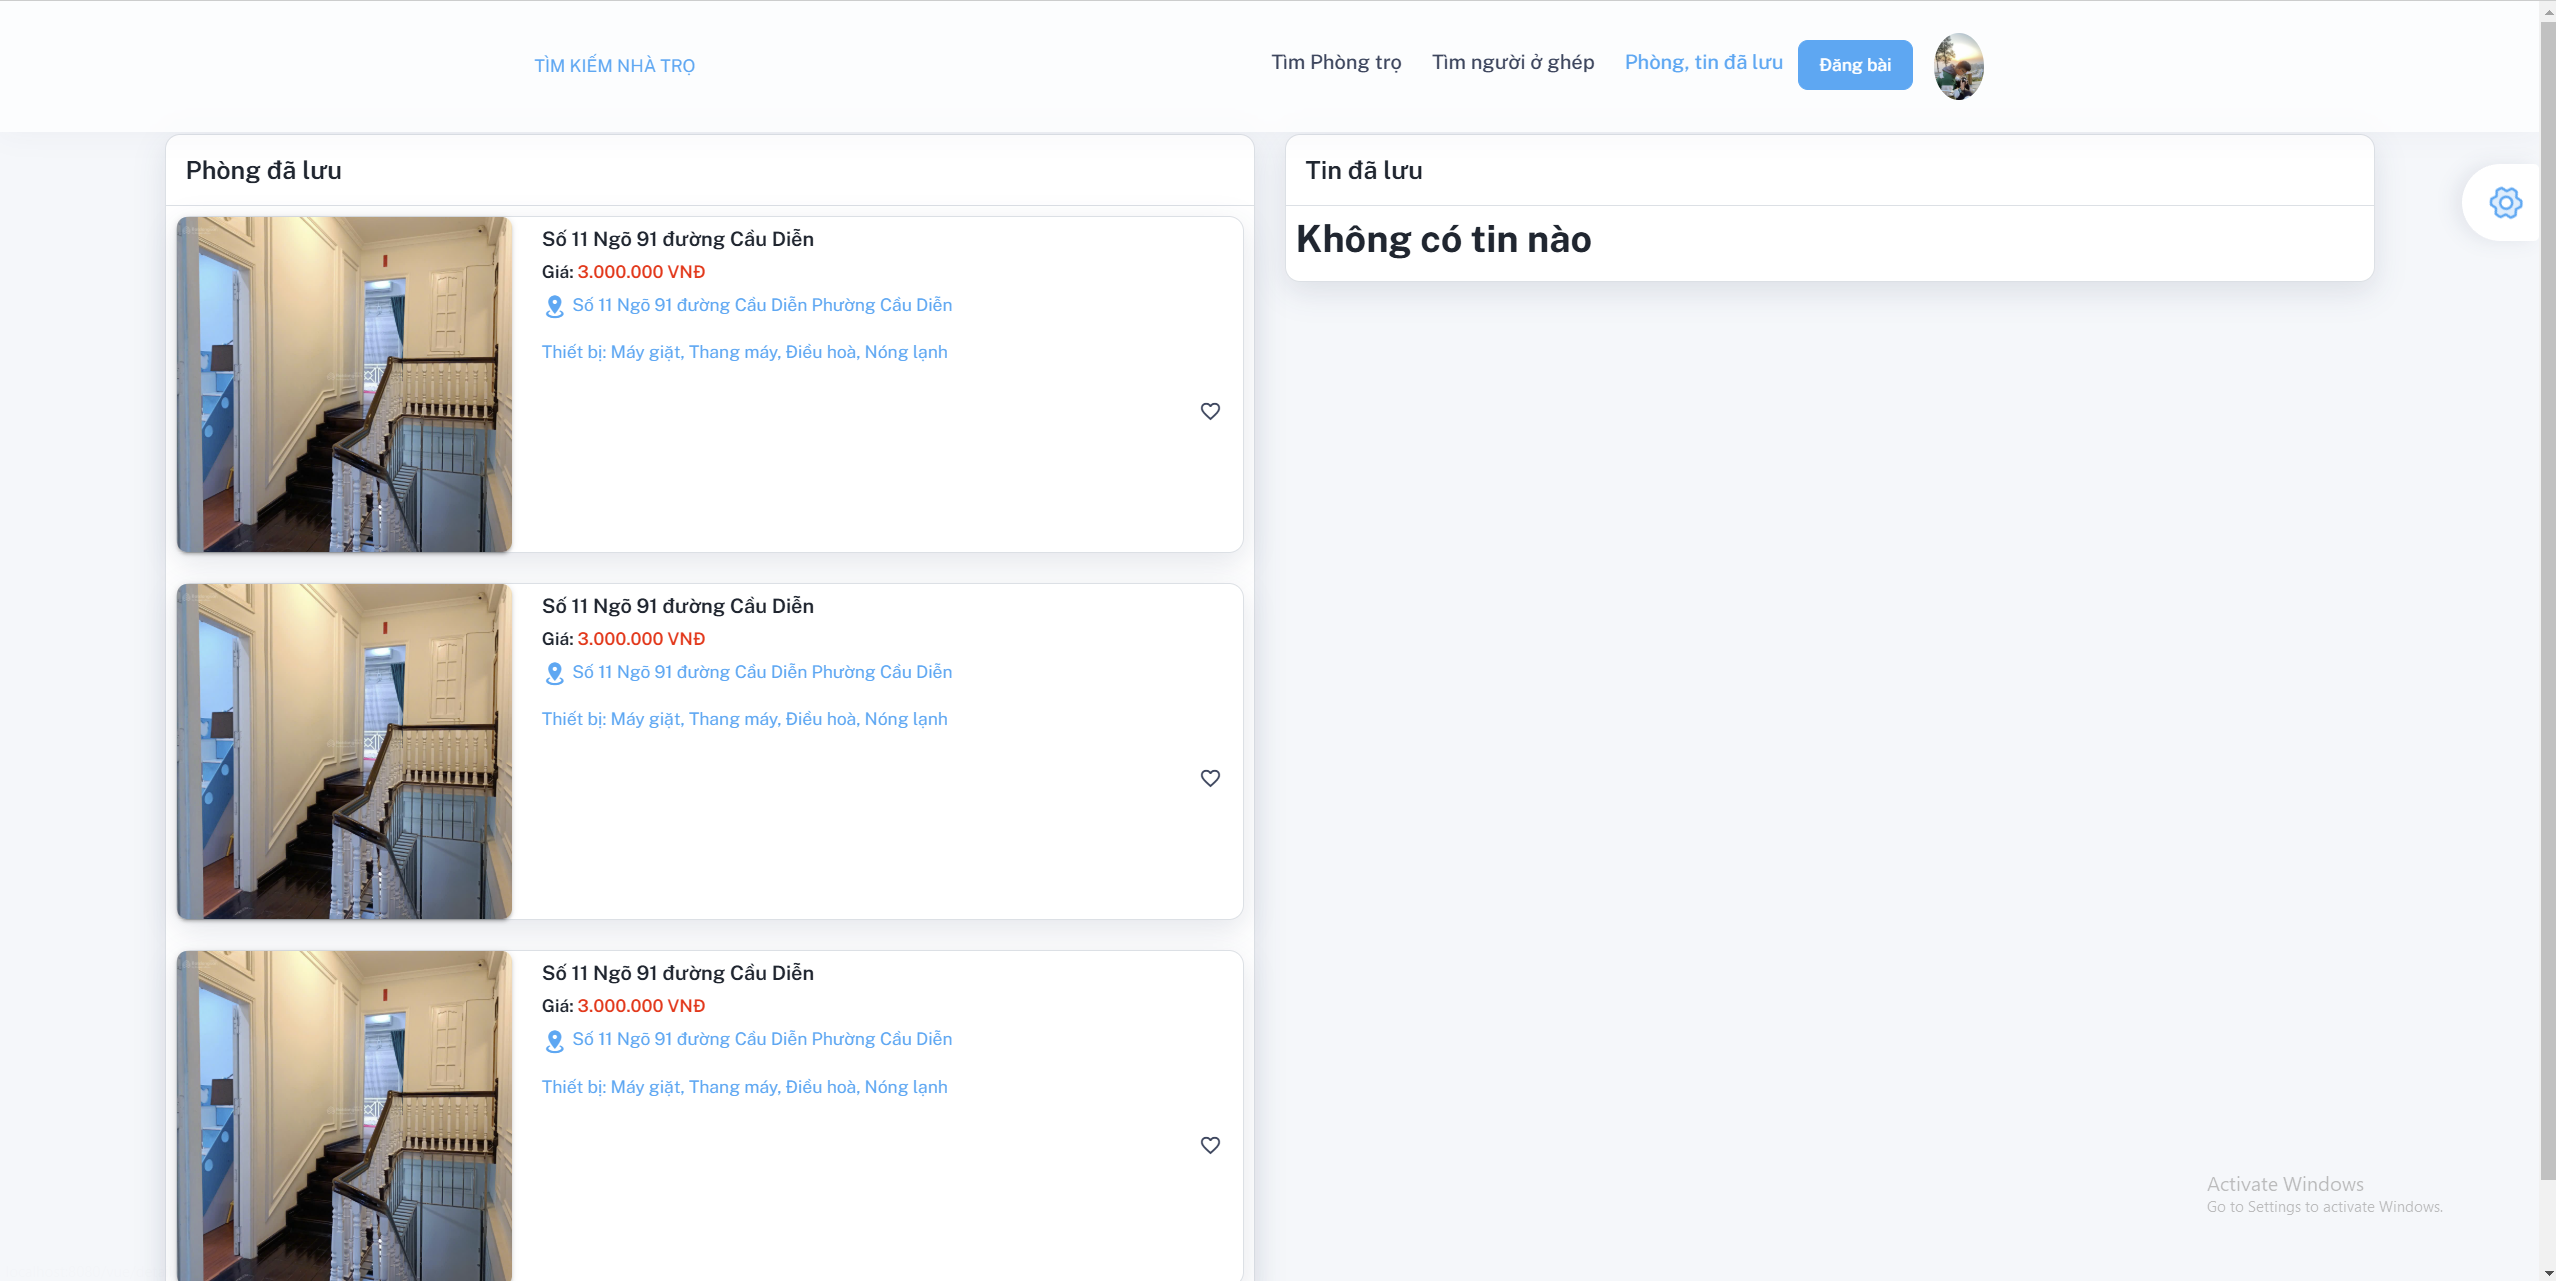 TÌM KIẾM NHÀ TRỌ
Tìm Phòng trọ
Tìm người ở ghép
Phòng, tin đã lưu
Đăng bài
Phòng đã lưu
Số 11 Ngõ 91 đường Cầu Diễn
Giá: 3.000.000 VNĐ
Số 11 Ngõ 91 đường Cầu Diễn Phường Cầu Diễn
Thiết bị: Máy giặt, Thang máy, Điều hoà, Nóng lạnh
Số 11 Ngõ 91 đường Cầu Diễn
Giá: 3.000.000 VNĐ
Số 11 Ngõ 91 đường Cầu Diễn Phường Cầu Diễn
Thiết bị: Máy giặt, Thang máy, Điều hoà, Nóng lạnh
Số 11 Ngõ 91 đường Cầu Diễn
Giá: 3.000.000 VNĐ
Số 11 Ngõ 91 đường Cầu Diễn Phường Cầu Diễn
Thiết bị: Máy giặt, Thang máy, Điều hoà, Nóng lạnh
Tin đã lưu
Không có tin nào
Activate Windows
Go to Settings to activate Windows.